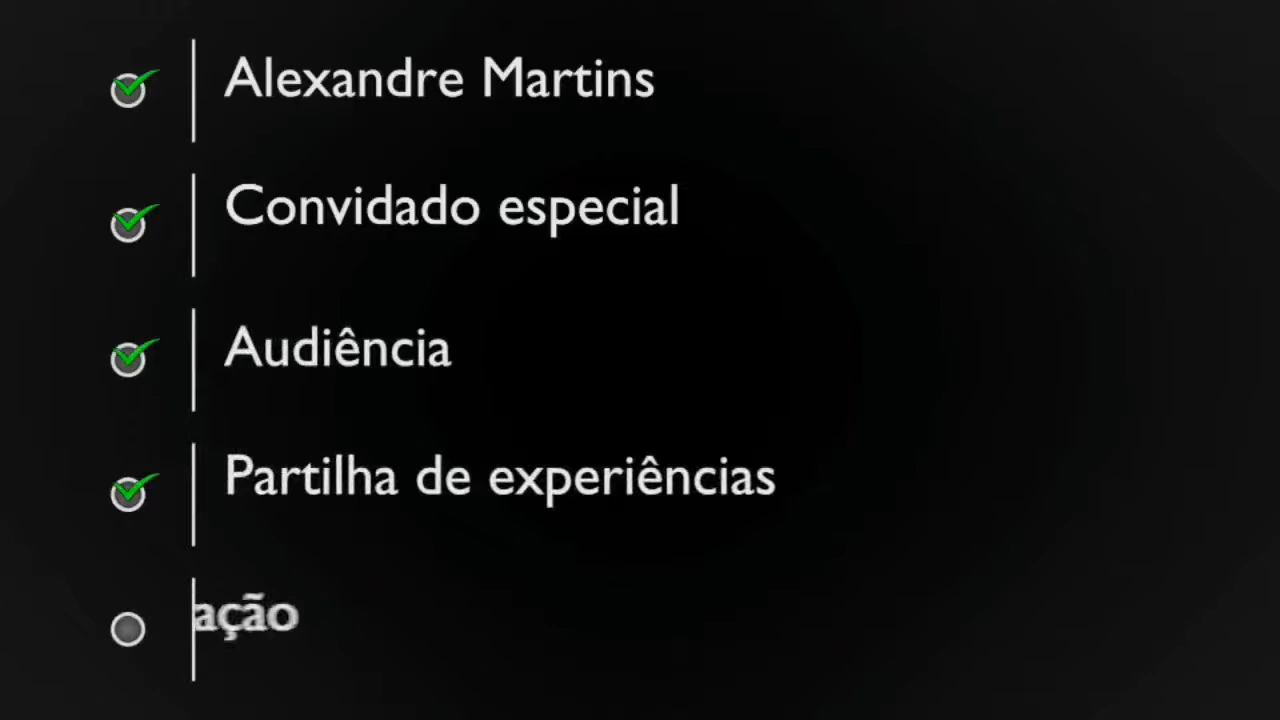 Alexandre Martins
Convidado especial
Audiência
Partilha de experiências
ação